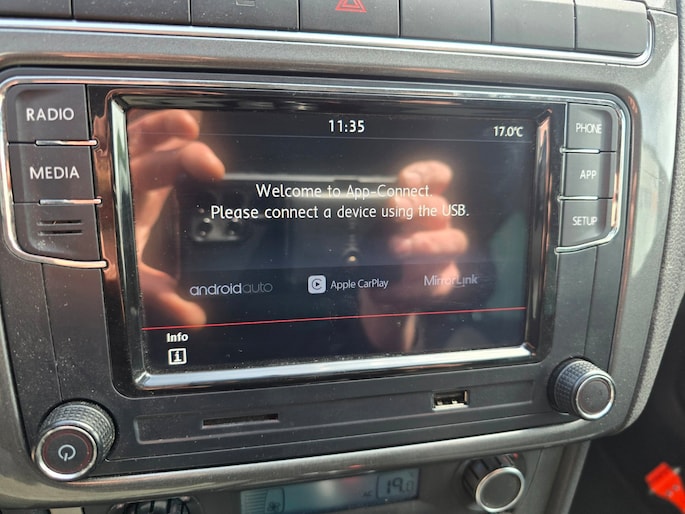 RADIO
MEDIA
11:35
17.0°C
Welcome to App-Connect.
Please connect a device using the USB.
androidauto
Apple CarPlay
MirrorLink
Info
PHONE
APP
SETUP
AC
19.0